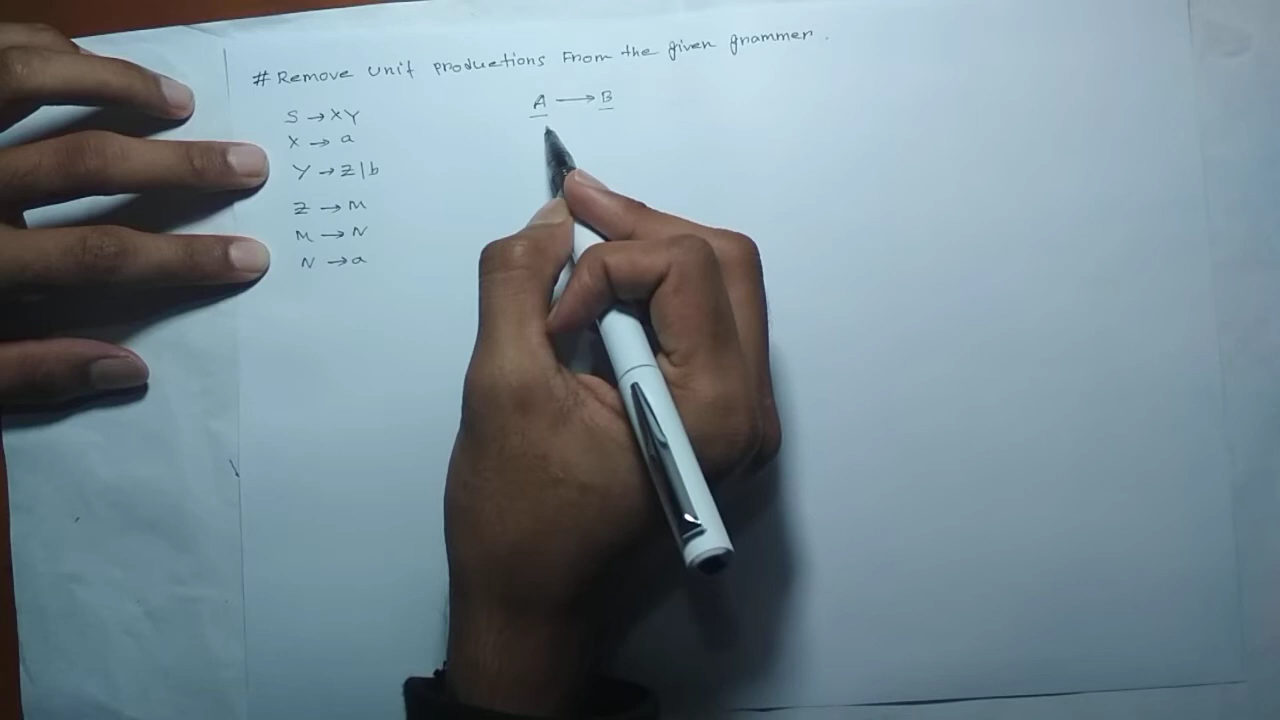 # Remove unit productions From the given grammer.
A → B
S → XY
X → a
Y → Z|b
Z → M
M → N
N → a